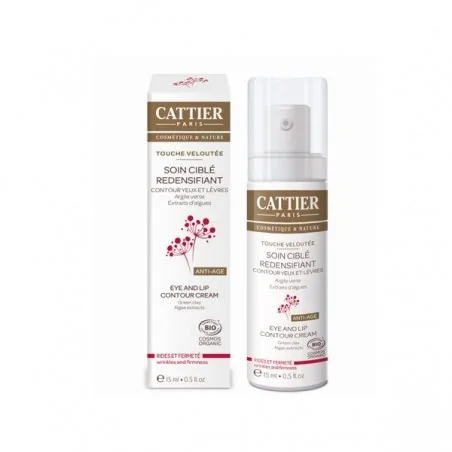 CATTIER
PARIS
COSMÉTIQUE & NATURE
TOUCHE VELOUTÉE
SOIN CIBLÉ
REDENSIFIANT
CONTOUR YEUX ET LÈVRES
Argile verte
Extraits d'algues
ANTI-AGE
EYE AND LIP
CONTOUR CREAM
Green clay
Algae extracts
BIO
COSMOS
ORGANIC
RIDES ET FERMETÉ
wrinkles and firmness
e 15 ml • 0.5 fl.oz
CATTIER
PARIS
COSMÉTIQUE & NATURE
TOUCHE VELOUTÉE
SOIN CIBLÉ
REDENSIFIANT
CONTOUR YEUX ET LÈVRES
Argile verte
Extraits d'algues
ANTI-AGE
EYE AND LIP
CONTOUR CREAM
Green clay
Algae extracts
BIO
RIDES ET FERMETÉ
wrinkles and firmness
e 15 ml • 0.5 fl.oz